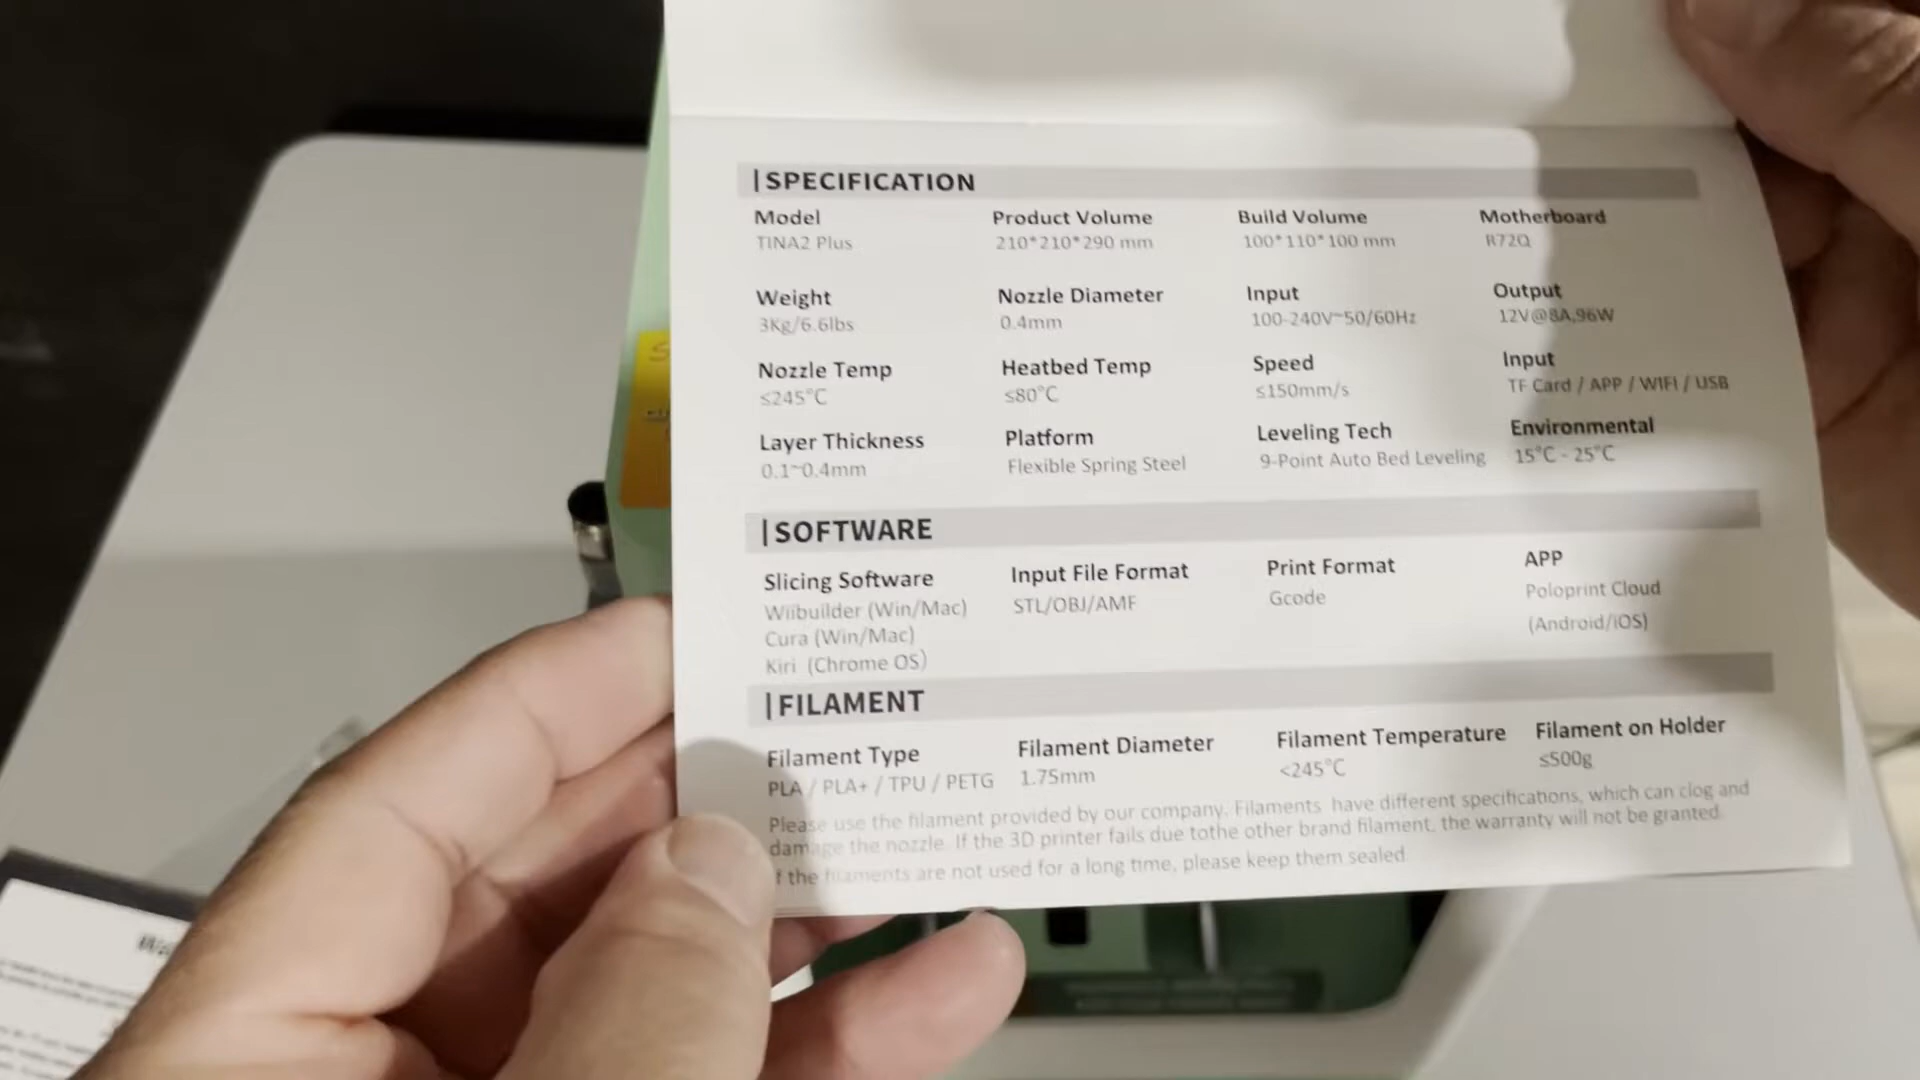 |SPECIFICATION
Model Product Volume Build Volume Motherboard
TINA2 Plus 210*210*290 mm 100*110*100 mm R72Q
Weight Nozzle Diameter Input Output
3Kg/6.6lbs 0.4mm 100-240V~50/60Hz 12V@8A,96W
Nozzle Temp Heatbed Temp Speed Input
≤245°C ≤80°C ≤150mm/s TF Card / APP / WIFI / USB
Layer Thickness Platform Leveling Tech Environmental
0.1~0.4mm Flexible Spring Steel 9-Point Auto Bed Leveling 15°C - 25°C
|SOFTWARE
Slicing Software Input File Format Print Format APP
Wiibuilder (Win/Mac) STL/OBJ/AMF Gcode Poloprint Cloud
Cura (Win/Mac) (Android/iOS)
Kiri (Chrome OS)
|FILAMENT
Filament Type Filament Diameter Filament Temperature Filament on Holder
PLA / PLA+ / TPU / PETG 1.75mm <245°C ≤500g
Please use the filament provided by our company. Filaments have different specifications, which can clog and
damage the nozzle. If the 3D printer fails due tothe other brand filament, the warranty will not be granted.
f the filaments are not used for a long time, please keep them sealed